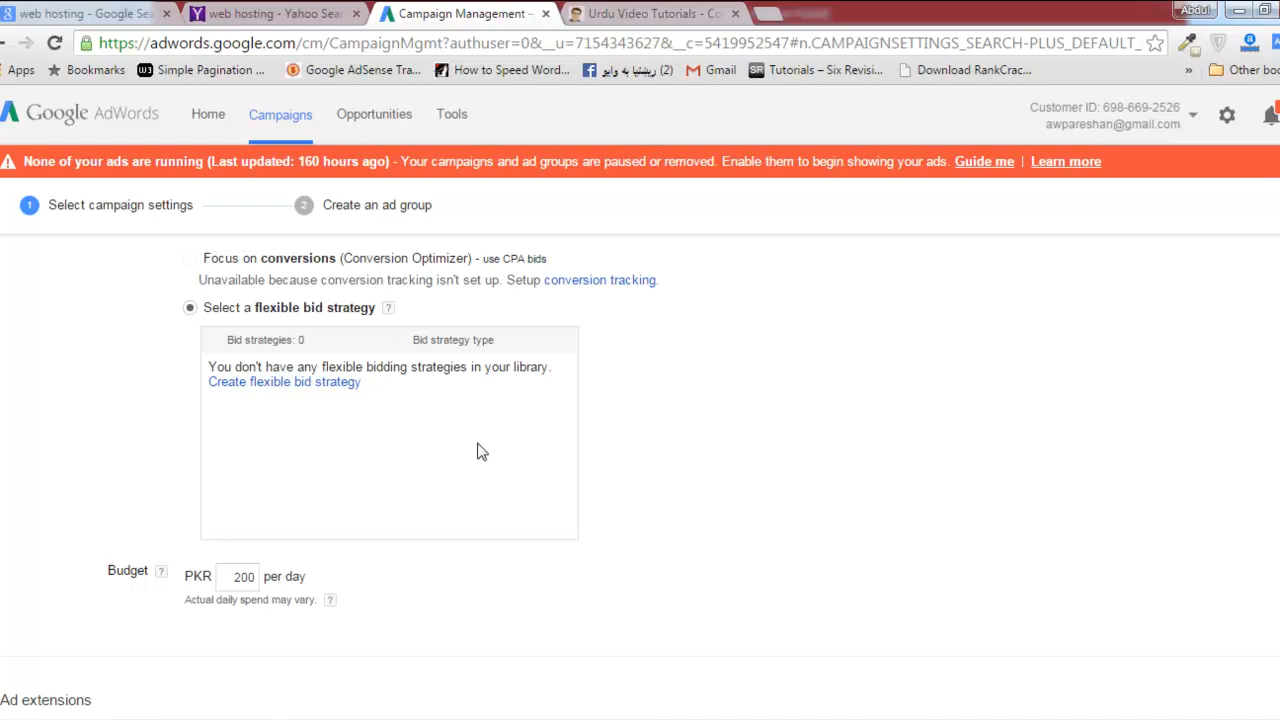 web hosting - Google Sea
web hosting - Yahoo Sear
Campaign Management –
Urdu Video Tutorials - Co
Abdul
https://adwords.google.com/cm/CampaignMgmt?authuser=0&__u=7154343627&__c=5419952547#n.CAMPAIGNSETTINGS_SEARCH-PLUS_DEFAULT_
Apps
Bookmarks
Simple Pagination ...
Google AdSense Tra...
How to Speed Word...
(2) ریښتیا به وایو
Gmail
Tutorials – Six Revisi...
Download RankCrac...
»
Other boo
Google AdWords
Home
Campaigns
Opportunities
Tools
Customer ID: 698-669-2526
awpareshan@gmail.com
None of your ads are running (Last updated: 160 hours ago) - Your campaigns and ad groups are paused or removed. Enable them to begin showing your ads. Guide me | Learn more
1 Select campaign settings
2 Create an ad group
Focus on conversions (Conversion Optimizer) - use CPA bids
Unavailable because conversion tracking isn't set up. Setup conversion tracking.
Select a flexible bid strategy ?
Bid strategies: 0
Bid strategy type
You don't have any flexible bidding strategies in your library.
Create flexible bid strategy
Budget ? PKR 200 per day
Actual daily spend may vary. ?
Ad extensions